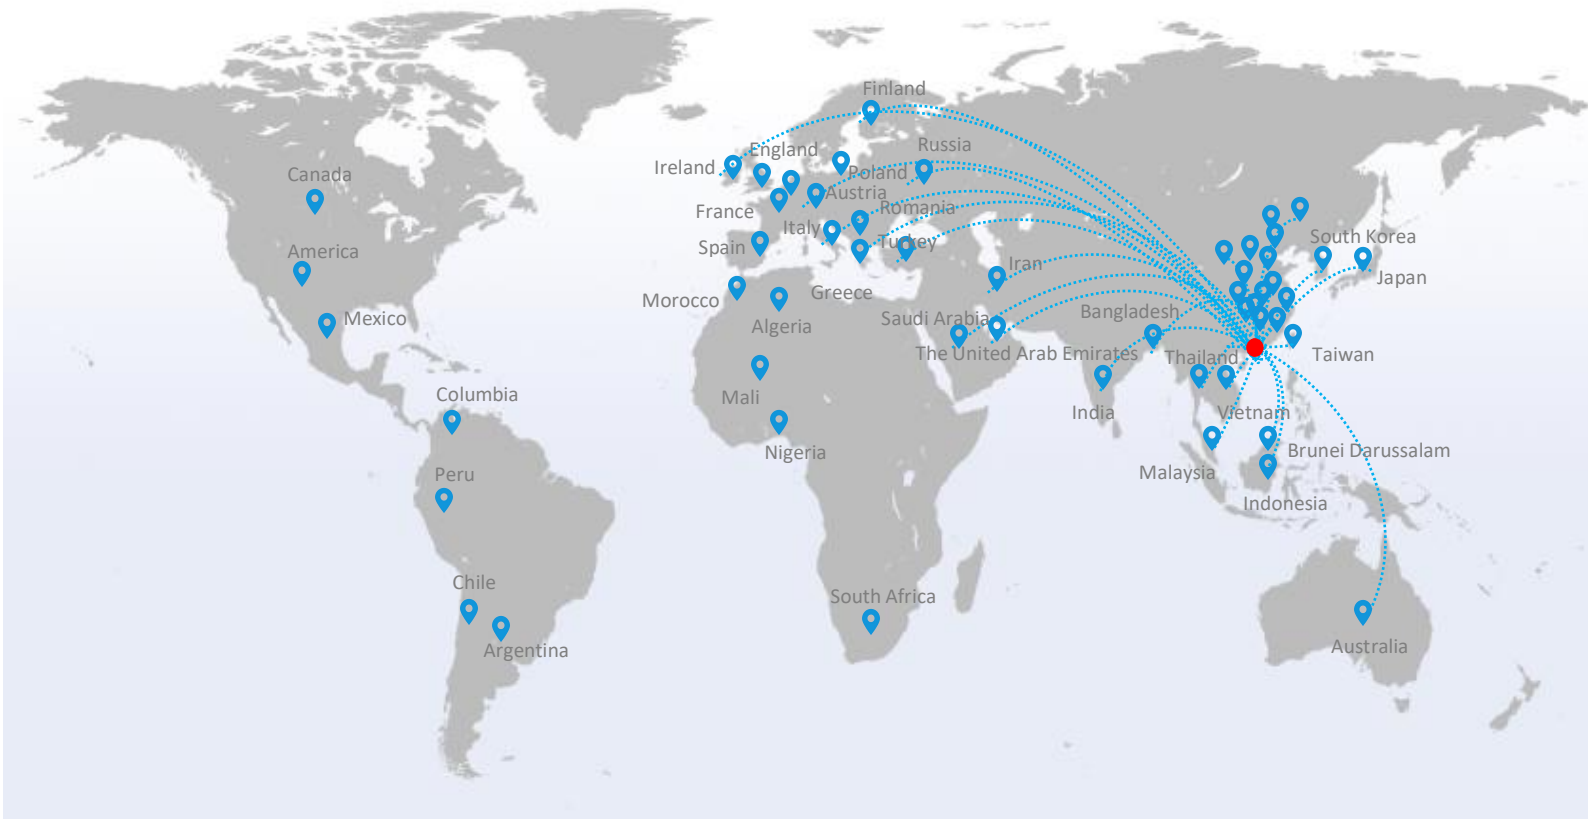 Finland
Russia
England
Ireland
Poland
Canada
Austria
France
Romania
Italy
Turkey
Spain
South Korea
America
Iran
Japan
Morocco
Greece
Algeria
Mexico
Saudi Arabia
Bangladesh
The United Arab Emirates
Thailand
Taiwan
Columbia
Mali
India
Vietnam
Nigeria
Brunei Darussalam
Peru
Malaysia
Indonesia
Chile
South Africa
Argentina
Australia